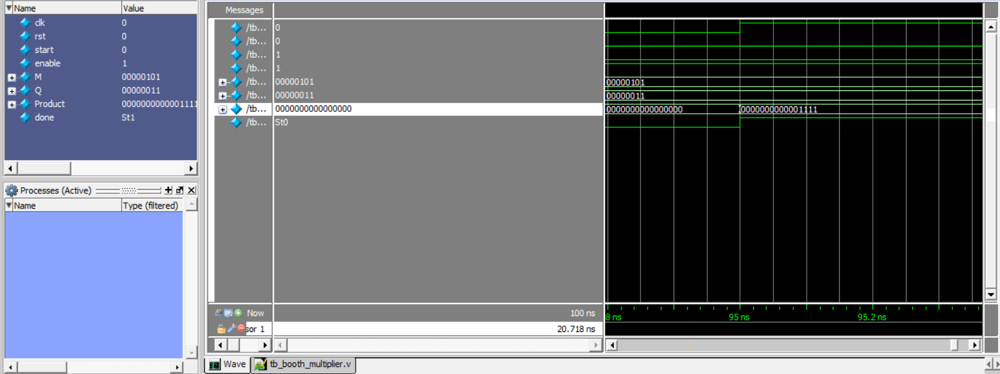 Name Value
clk 0
rst 0
start 0
enable 1
M 00000101
Q 00000011
Product 0000000000001111
done St1
Processes (Active)
Name Type (filtered)
Messages
/tb... 0
/tb... 0
/tb... 1
/tb... 1
/tb... 00000101
/tb... 00000011
/tb... 0000000000000000
/tb... St0
00000101
00000011
0000000000000000 0000000000001111
Now 100 ns
sor 1 20.718 ns
8 ns 95 ns 95.2 ns
Wave tb_booth_multiplier.v